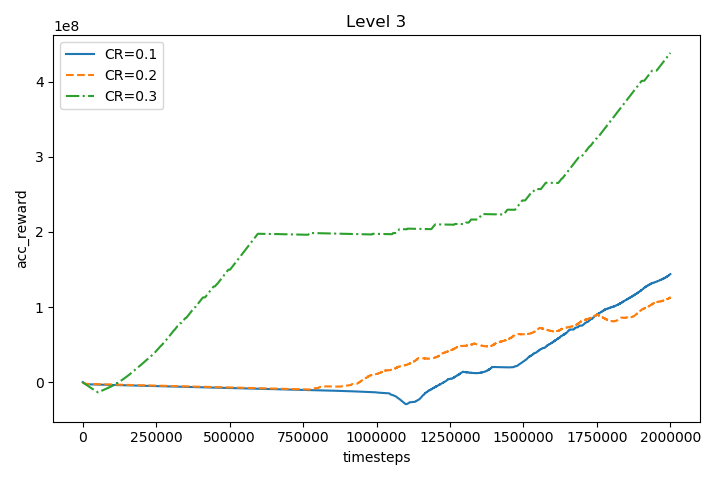 Level 3
1e8
CR=0.1
CR=0.2
CR=0.3
4
3
2
1
0
acc_reward
0 250000 500000 750000 1000000 1250000 1500000 1750000 2000000
timesteps